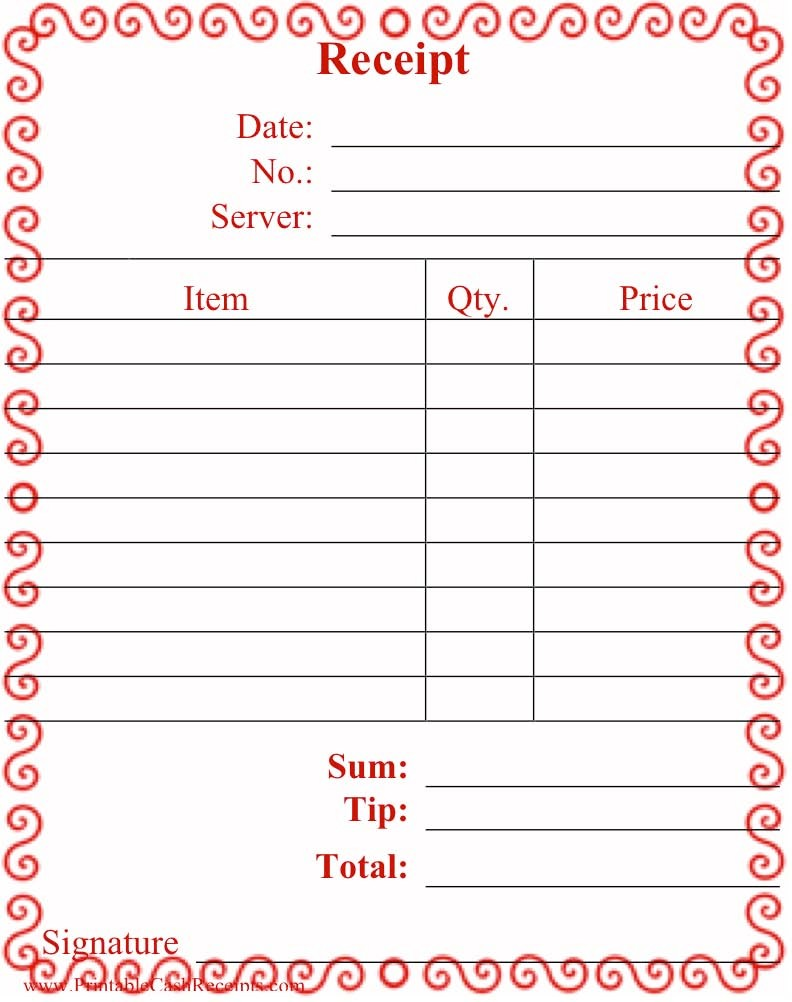 Receipt
Date:
No.:
Server:
Item Qty. Price
Sum:
Tip:
Total:
Signature
www.PrintableCashReceipts.com